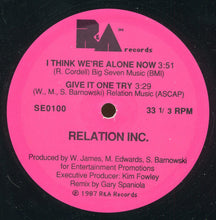 R&A
records
I THINK WE'RE ALONE NOW 3:51
(R. Cordell) Big Seven Music (BMI)
GIVE IT ONE TRY 3:29
(W., M., S. Barnowski) Relation Music (ASCAP)
SE0100 33 1/3 RPM
RELATION INC.
Produced by W. James, M. Edwards, S. Barnowski
for Entertainment Promotions
Executive Producer: Kim Fowley
Remix by Gary Spaniola
© 1987 R&A Records